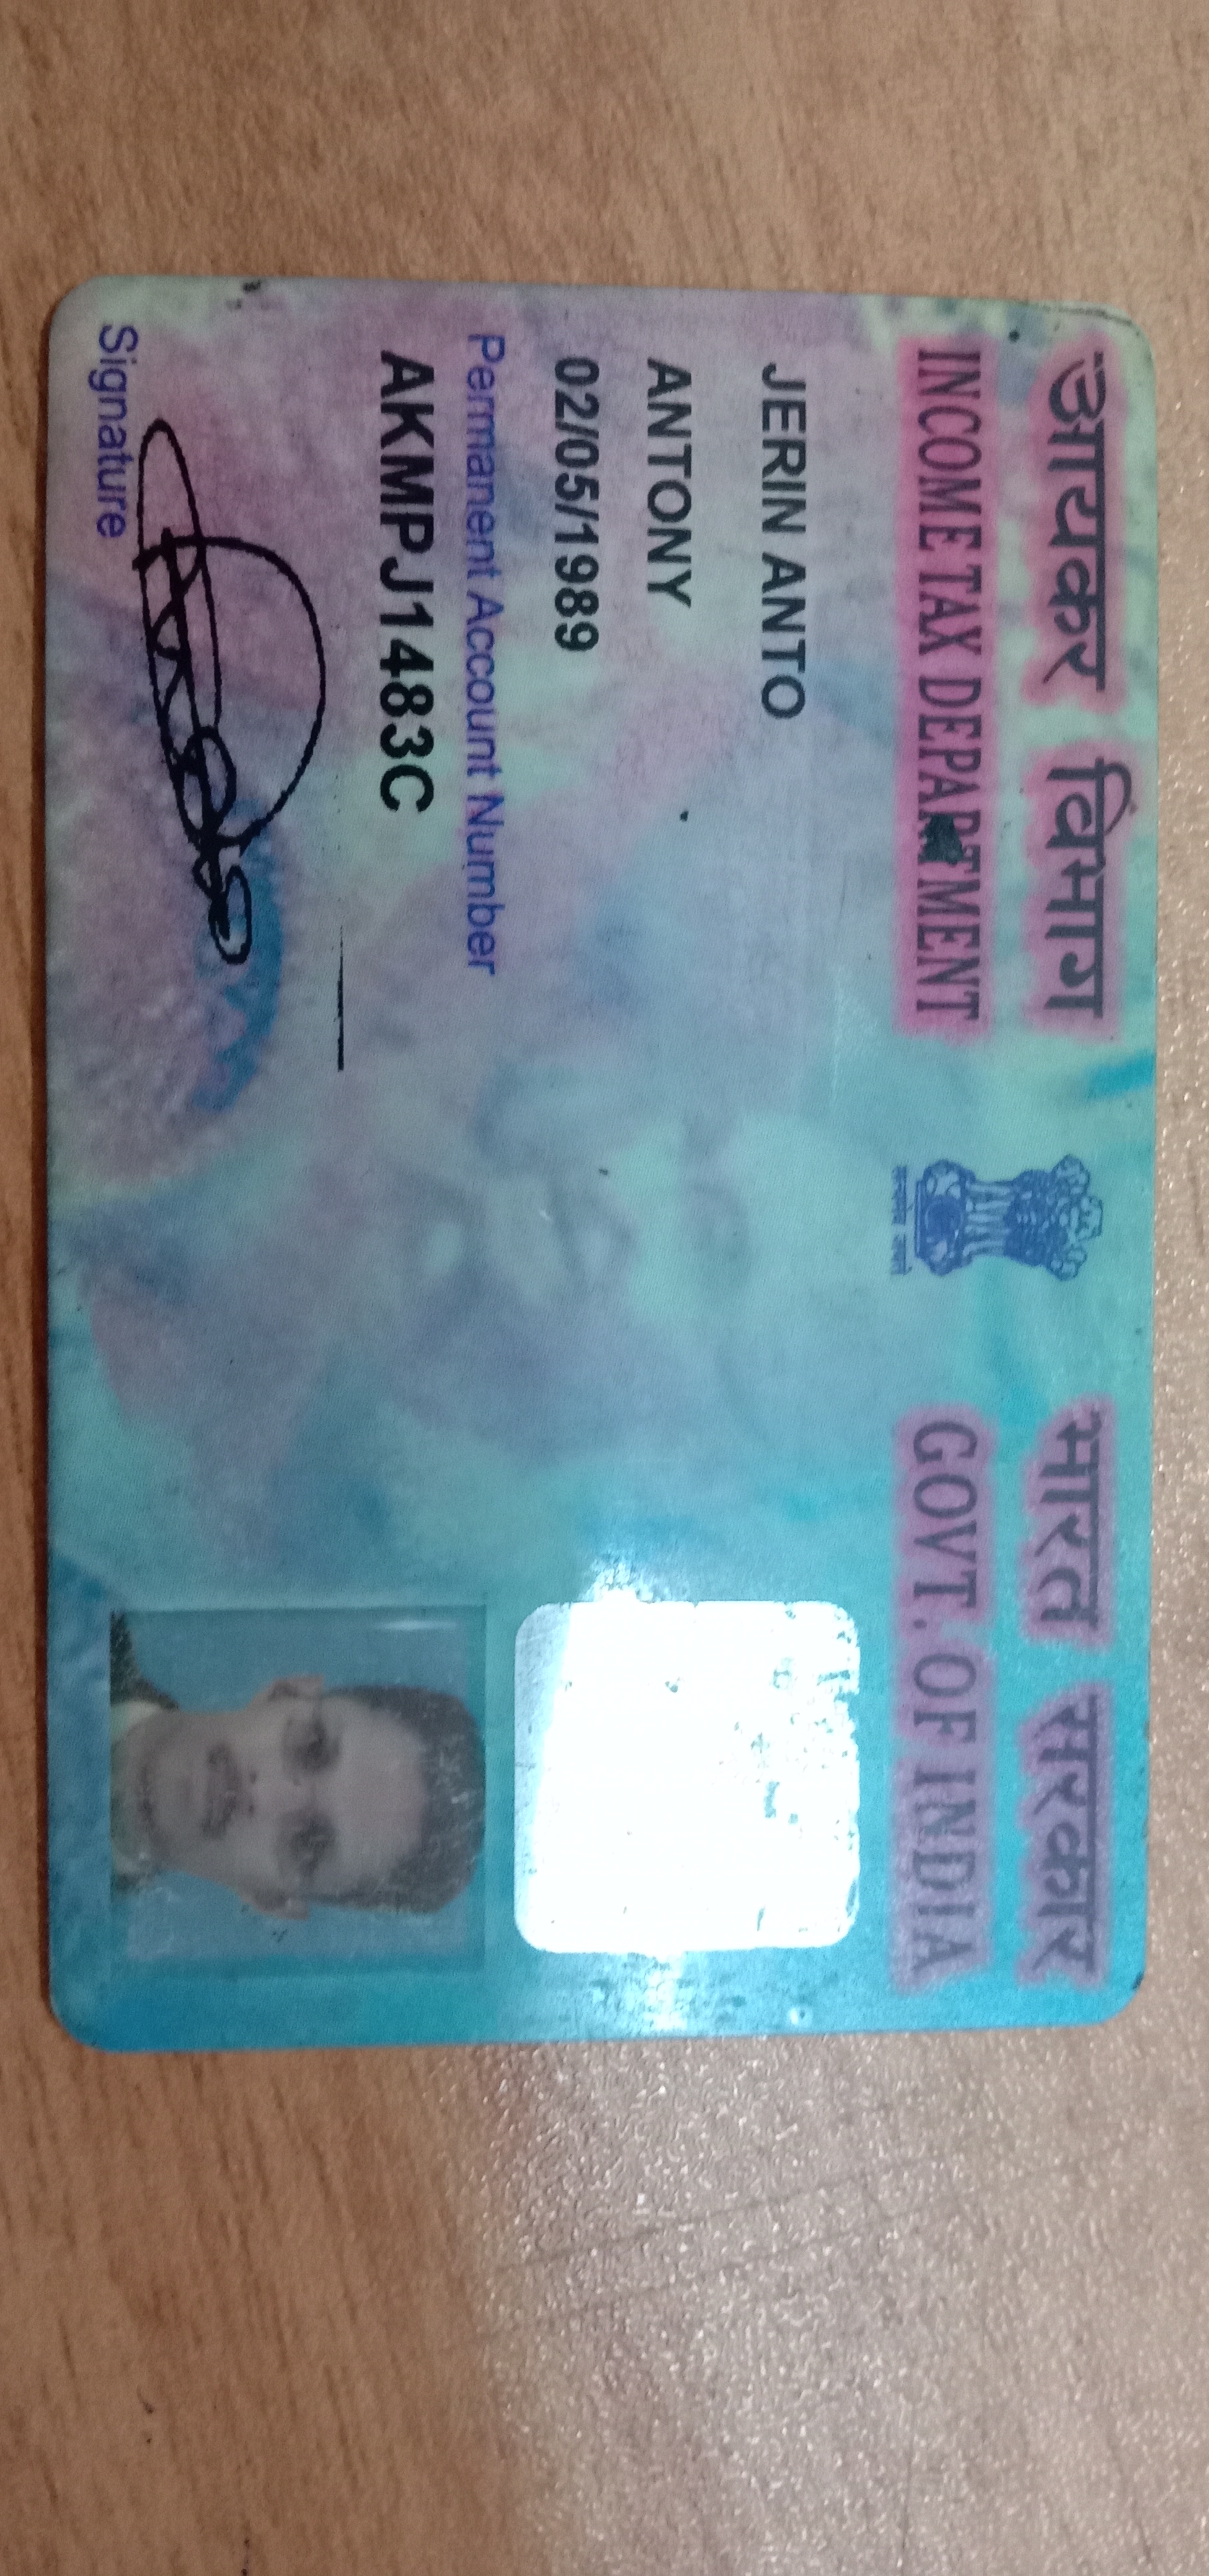 आयकर विभाग
INCOME TAX DEPARTMENT
भारत सरकार
GOVT. OF INDIA
सत्यमेव जयते
JERIN ANTO
ANTONY
02/05/1989
Permanent Account Number
AKMPJ1483C
Signature